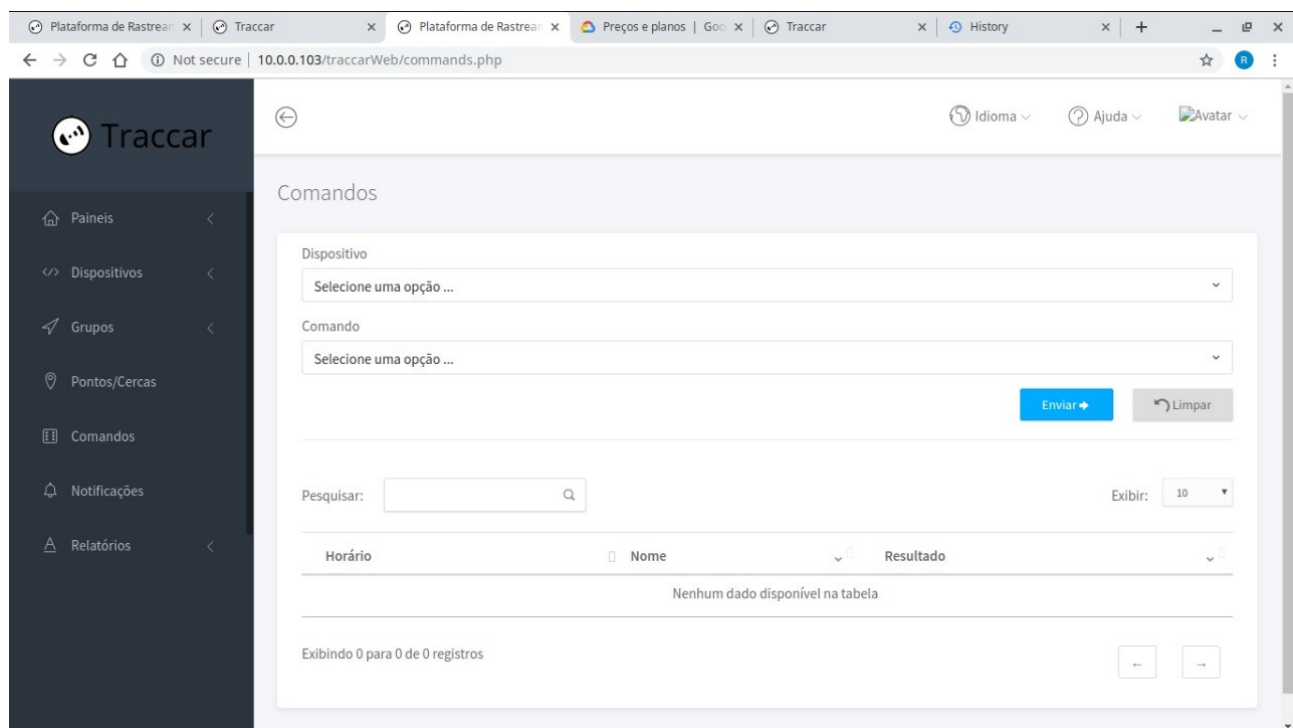 Plataforma de Rastrear Traccar Plataforma de Rastrear Preços e planos | Goo Traccar History
Not secure | 10.0.0.103/traccarWeb/commands.php R
Traccar
Idioma Ajuda Avatar
Comandos
Paineis
Dispositivos
Grupos
Pontos/Cercas
Comandos
Notificações
Relatórios
Dispositivo
Selecione uma opção ...
Comando
Selecione uma opção ...
Enviar Limpar
Pesquisar: Exibir: 10
Horário Nome Resultado
Nenhum dado disponível na tabela
Exibindo 0 para 0 de 0 registros